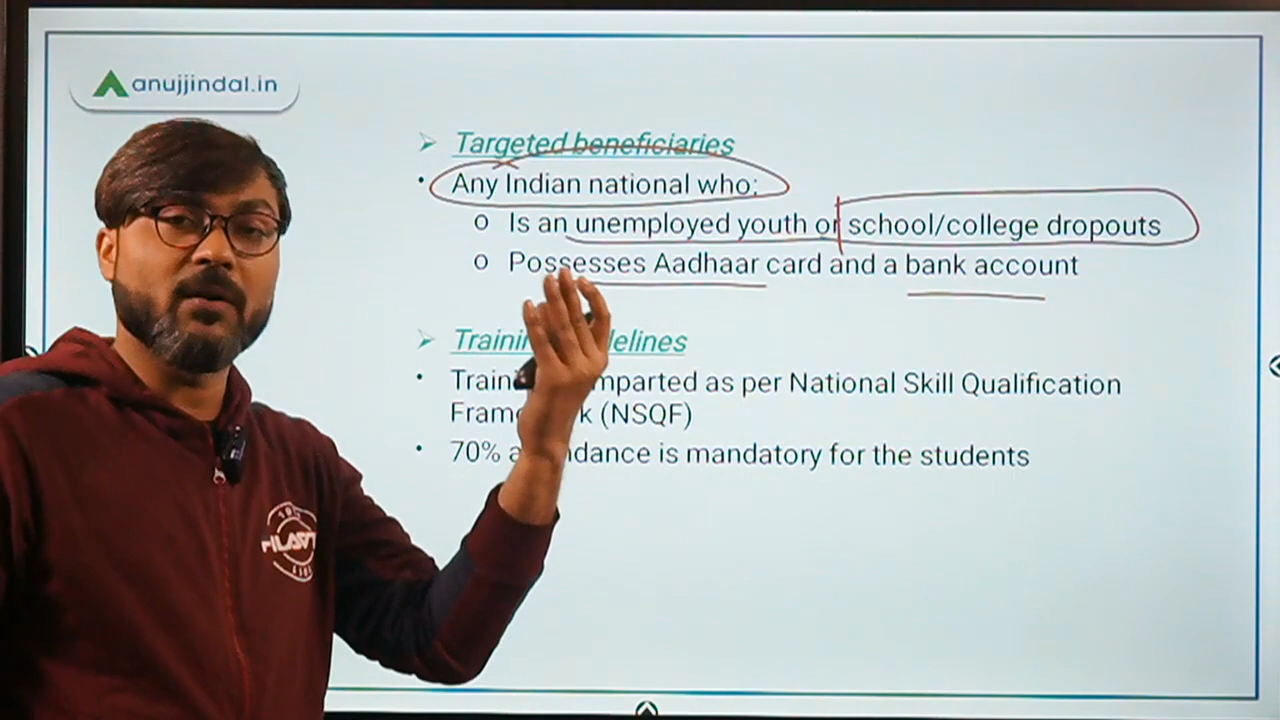 anujjindal.in
Targeted beneficiaries
Any Indian national who:
Is an unemployed youth or school/college dropouts
Possesses Aadhaar card and a bank account
imparted as per National Skill Qualification
(NSQF)
70% is mandatory for the students